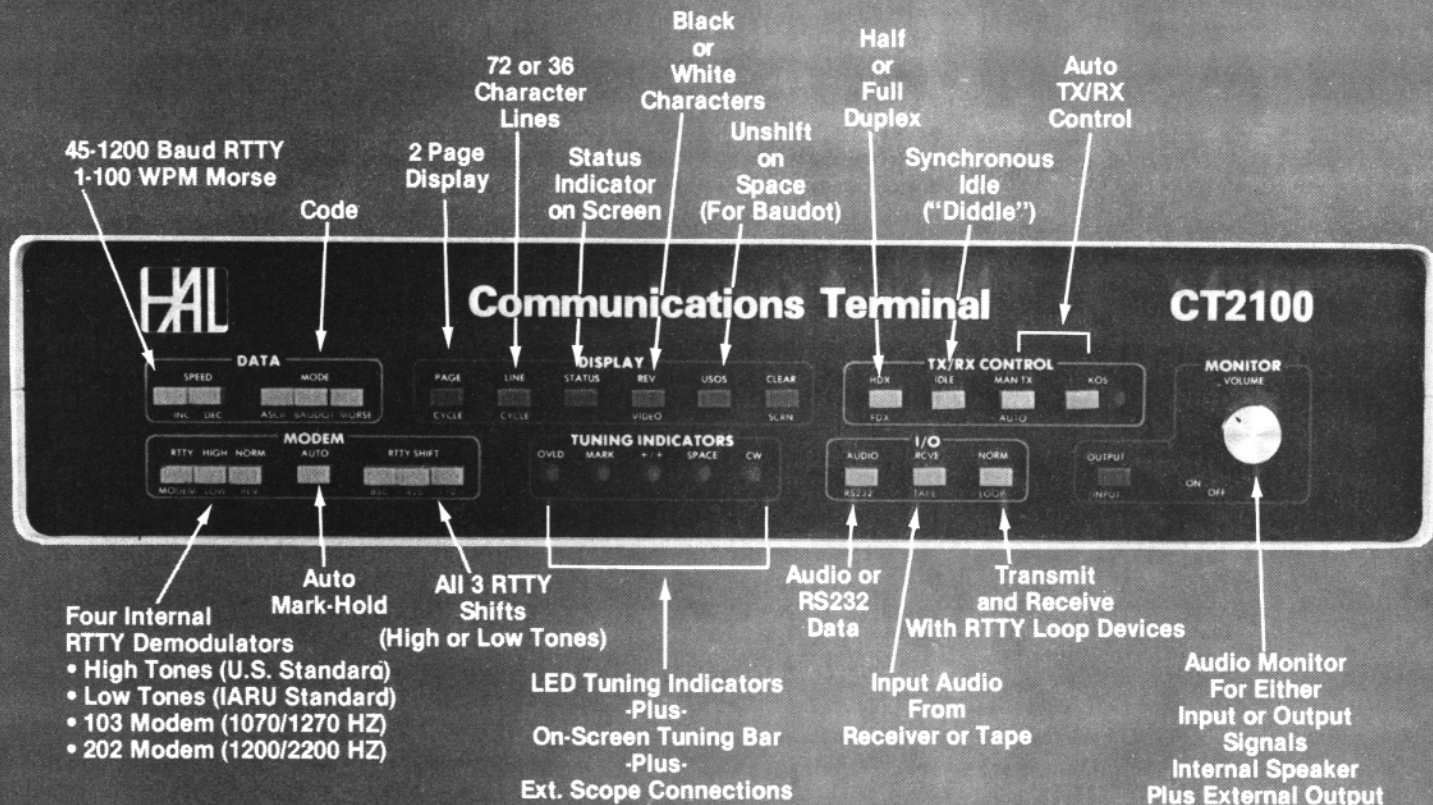 Black
or
White
Characters
Half
or
Full
Duplex
Auto
TX/RX
Control
72 or 36
Character
Lines
Unshift
on
Space
(For Baudot)
45-1200 Baud RTTY
1-100 WPM Morse
2 Page
Display
Status
Indicator
on Screen
Synchronous
Idle
("Diddle")
Code
HAL
Communications Terminal
CT2100
DATA
SPEED
MODE
INC DEC
ASCII BAUDOT MORSE
DISPLAY
PAGE LINE STATUS REV USOS CLEAR
CYCLE CYCLE VIDEO SCRN
TX/RX CONTROL
HDX IDLE MAN TX KOS
FDX AUTO
MONITOR
VOLUME
MODEM
RTTY HIGH NORM AUTO RTTY SHIFT
MODEM LOW REV
TUNING INDICATORS
OVLD MARK +/+ SPACE CW
I/O
AUDIO RCVE NORM
RS232 TAPE LOOP
OUTPUT
INPUT
ON
OFF
Four Internal
RTTY Demodulators
• High Tones (U.S. Standard)
• Low Tones (IARU Standard)
• 103 Modem (1070/1270 HZ)
• 202 Modem (1200/2200 HZ)
Auto
Mark-Hold
All 3 RTTY
Shifts
(High or Low Tones)
LED Tuning Indicators
-Plus-
On-Screen Tuning Bar
-Plus-
Ext. Scope Connections
Audio or
RS232
Data
Input Audio
From
Receiver or Tape
Transmit
and Receive
With RTTY Loop Devices
Audio Monitor
For Either
Input or Output
Signals
Internal Speaker
Plus External Output